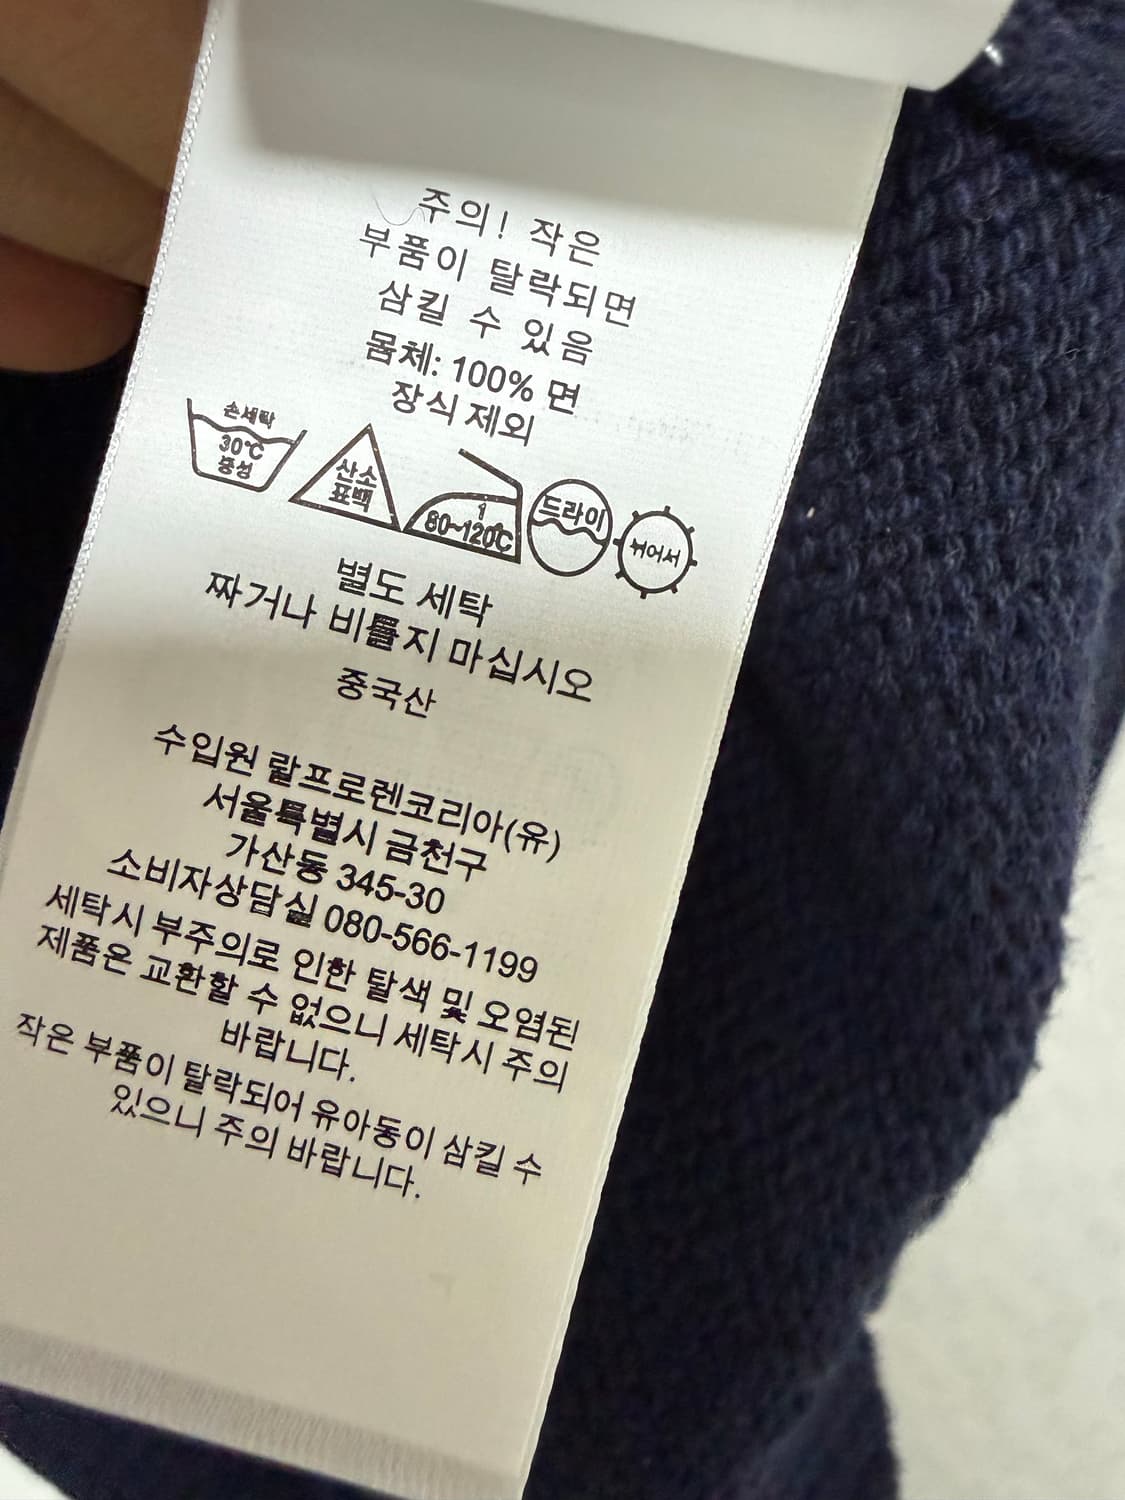 주의! 작은
부품이 탈락되면
삼킬 수 있음
몸체: 100% 면
장식 제외
손세탁
30℃
중성
산소
표백
80~120℃
드라이
뉘어서
별도 세탁
짜거나 비틀지 마십시오
중국산
수입원 랄프로렌코리아(유)
서울특별시 금천구
가산동 345-30
소비자상담실 080-566-1199
세탁시 부주의로 인한 탈색 및 오염된
제품은 교환할 수 없으니 세탁시 주의
바랍니다.
작은 부품이 탈락되어 유아동이 삼킬 수
있으니 주의 바랍니다.